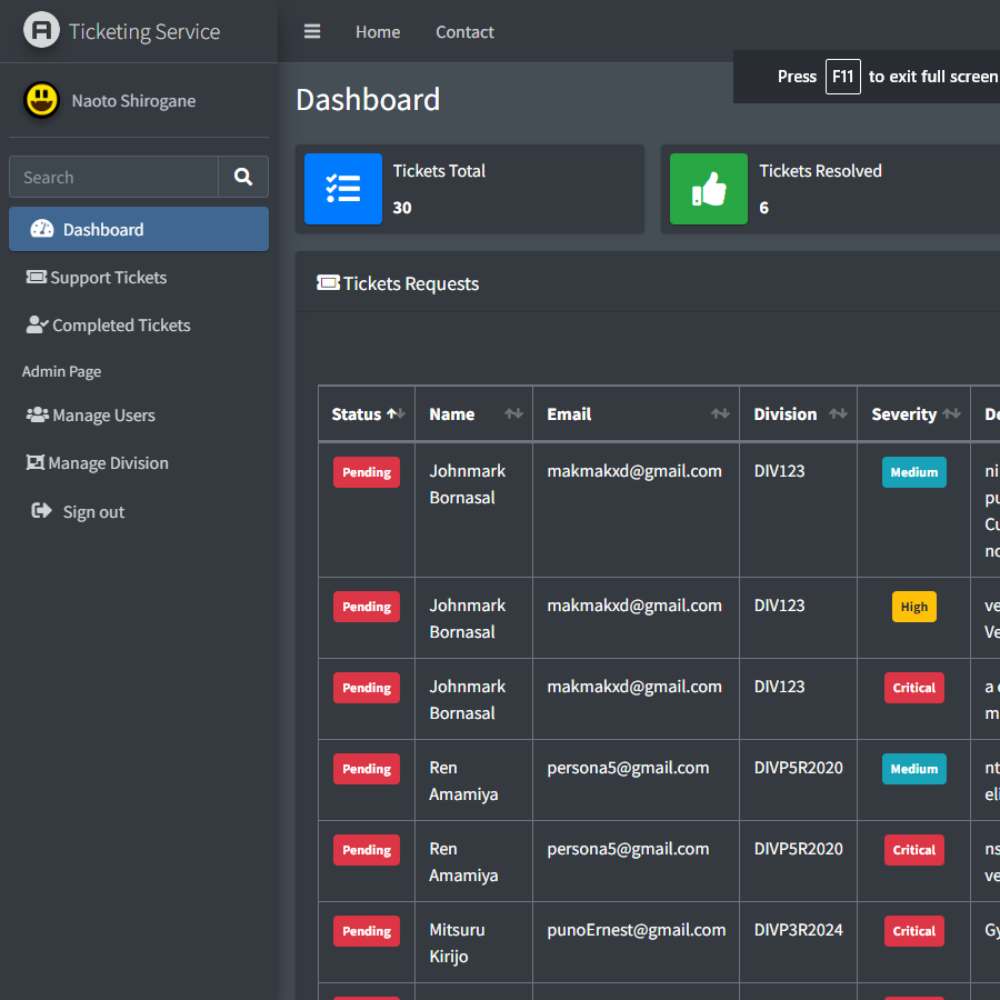 A Ticketing Service
Home
Contact
Press F11 to exit full screen
Naoto Shirogane
Dashboard
Search
Tickets Total
30
Tickets Resolved
6
Dashboard
Support Tickets
Completed Tickets
Admin Page
Manage Users
Manage Division
Sign out
Tickets Requests
Status Name Email Division Severity De
Pending Johnmark makmakxd@gmail.com DIV123 Medium ni
Bornasal pu
Cu
no
Pending Johnmark makmakxd@gmail.com DIV123 High ve
Bornasal Ve
Pending Johnmark makmakxd@gmail.com DIV123 Critical a
Bornasal m
Pending Ren persona5@gmail.com DIVP5R2020 Medium nt
Amamiya eli
Pending Ren persona5@gmail.com DIVP5R2020 Critical ns
Amamiya ve
Pending Mitsuru punoErnest@gmail.com DIVP3R2024 Critical Gy
Kirijo